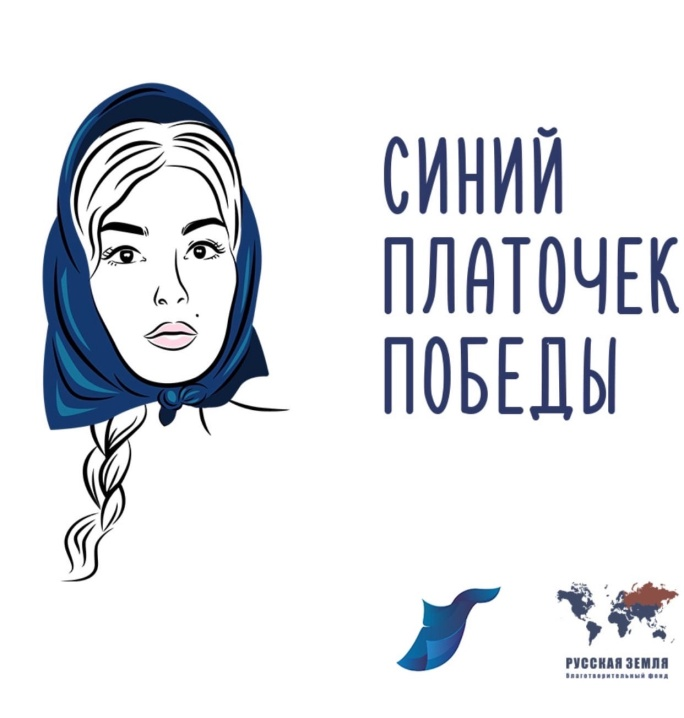 СИНИЙ
ПЛАТОЧЕК
ПОБЕДЫ
РУССКАЯ ЗЕМЛЯ
благотворительный фонд